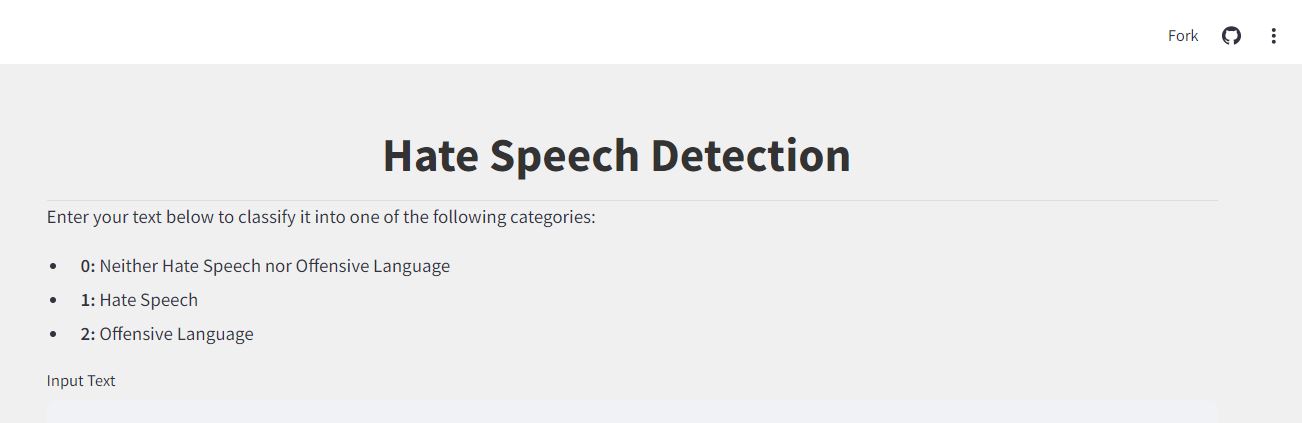 Fork
Hate Speech Detection
Enter your text below to classify it into one of the following categories:
• 0: Neither Hate Speech nor Offensive Language
• 1: Hate Speech
• 2: Offensive Language
Input Text